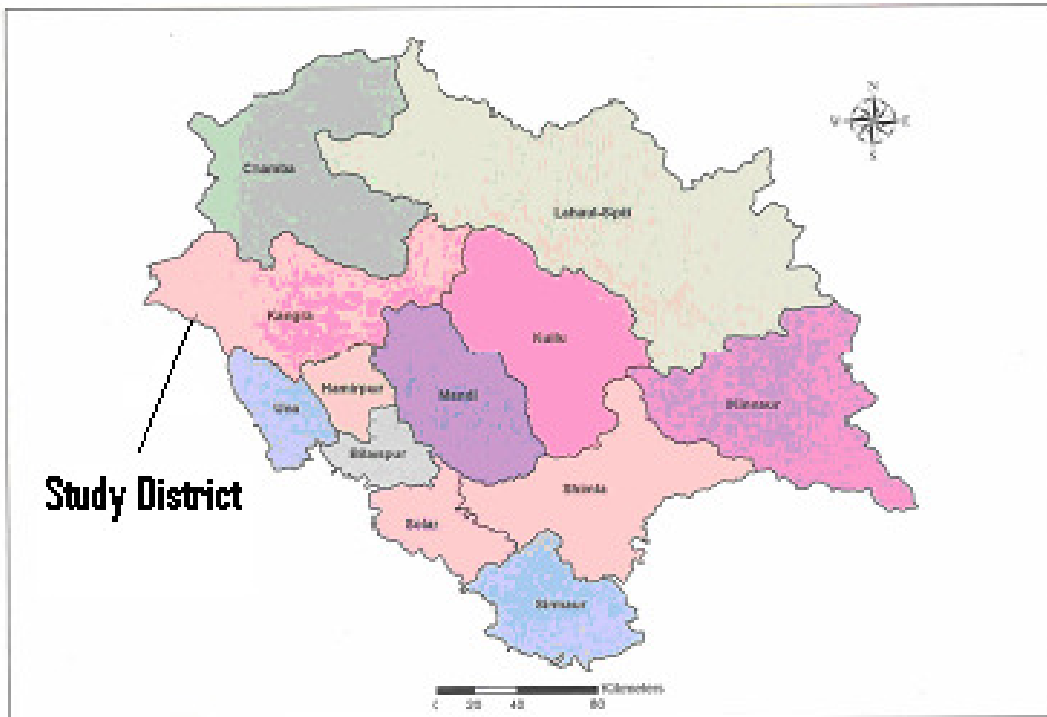 N
W E
S
Chamba
Lahaul-Spiti
Kangra
Kullu
Hamirpur
Mandi
Kinnaur
Una
Bilaspur
Shimla
Study District
Solan
Sirmaur
Kilometers
0 20 40 80